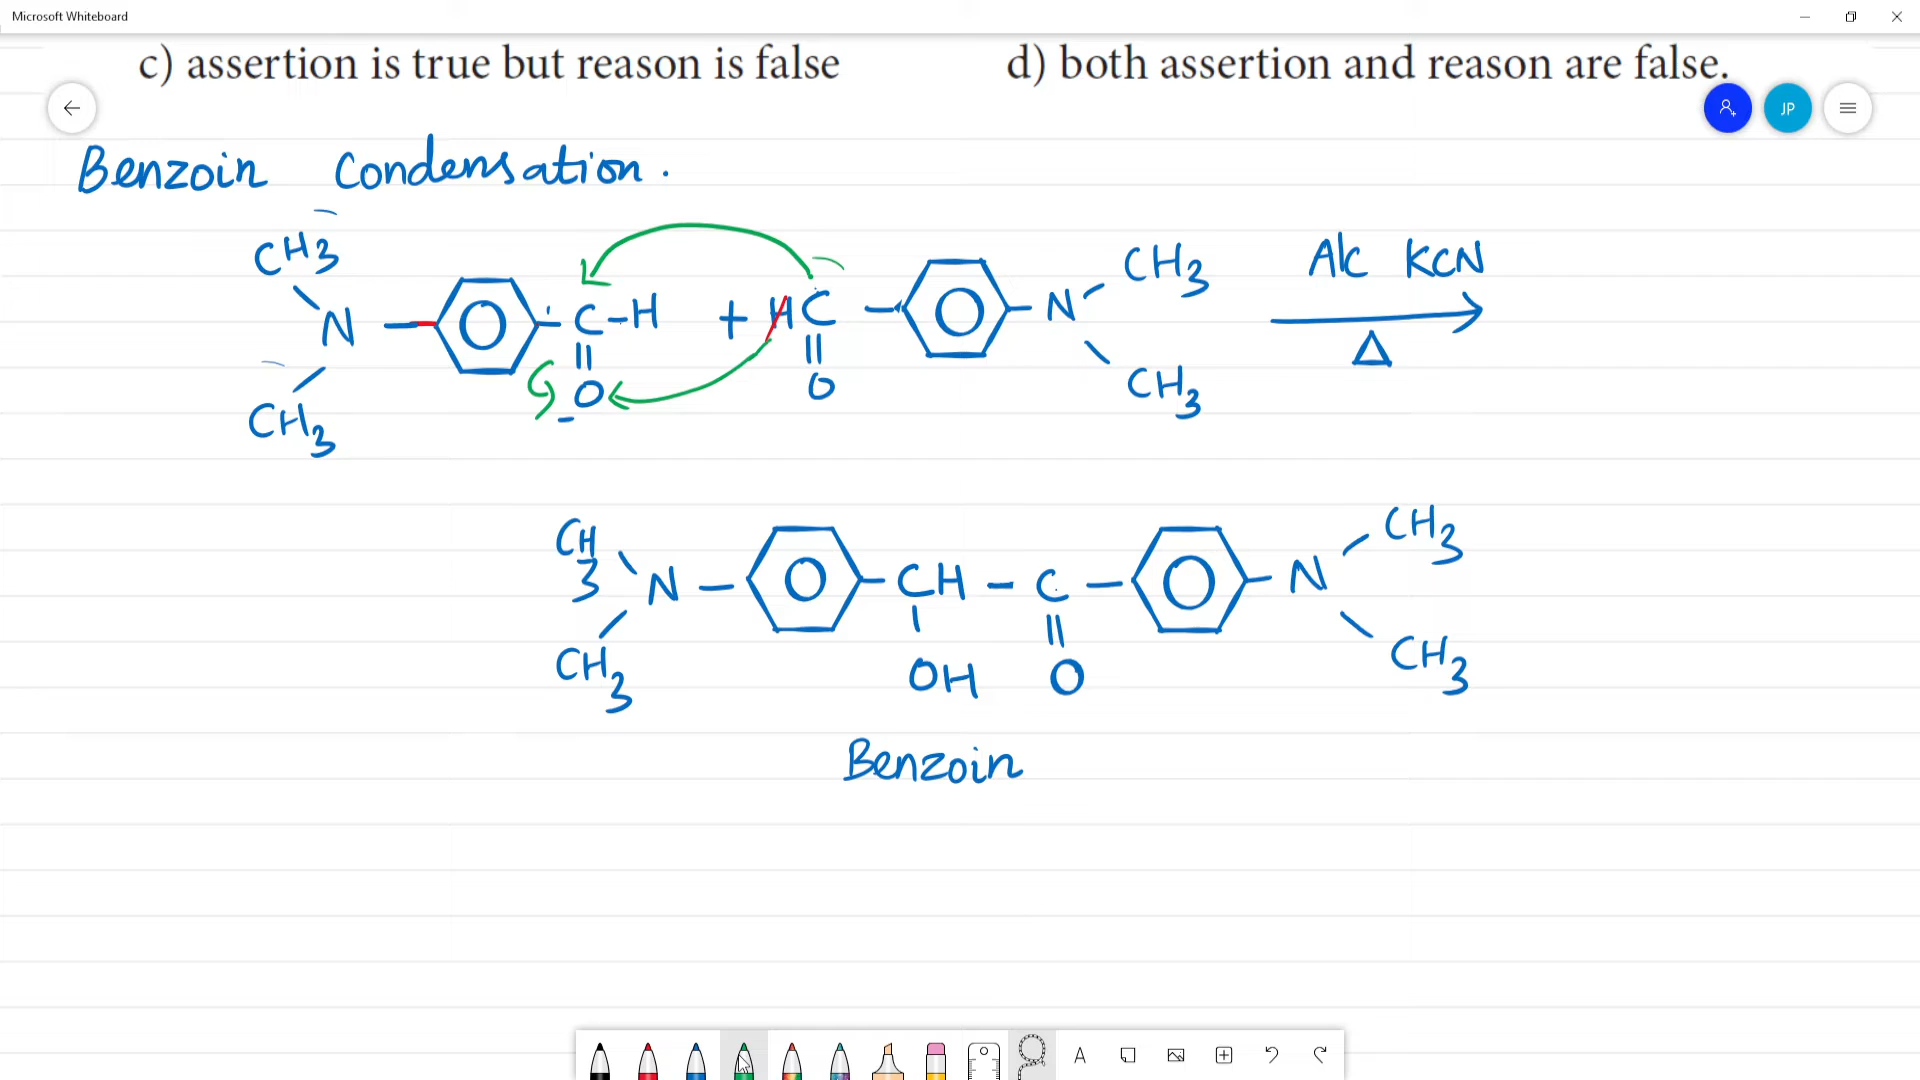 Microsoft Whiteboard
c) assertion is true but reason is false d) both assertion and reason are false.
JP
Benzoin Condensation.
CH3 CH3 Alc KCN
N C-H + HC N
O O Δ
CH3 CH3
CH3 CH3
N CH - C N
CH3 OH O CH3
Benzoin
A